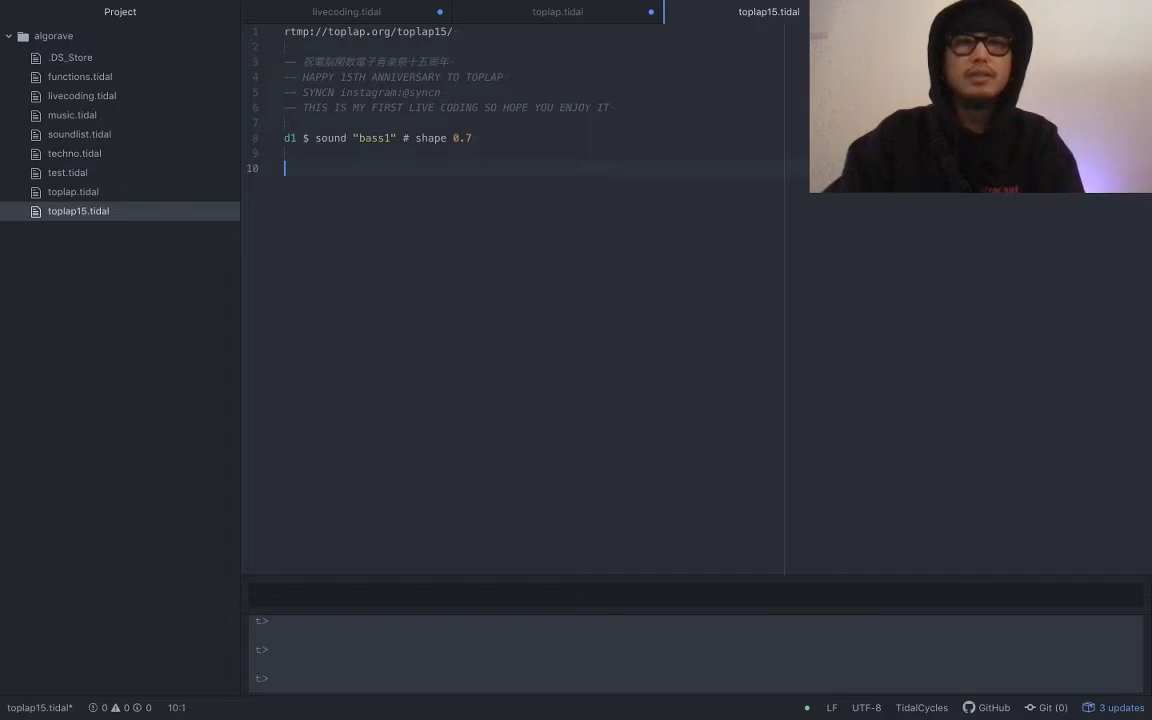 Project
livecoding.tidal
toplap.tidal
toplap15.tidal
algorave
.DS_Store
functions.tidal
livecoding.tidal
music.tidal
soundlist.tidal
techno.tidal
test.tidal
toplap.tidal
toplap15.tidal
1 rtmp://toplap.org/toplap15/
2
3 -- 祝電脳関数電子音楽祭十五周年
4 -- HAPPY 15TH ANNIVERSARY TO TOPLAP
5 -- SYNCN instagram:@syncn
6 -- THIS IS MY FIRST LIVE CODING SO HOPE YOU ENJOY IT
7
8 d1 $ sound "bass1" # shape 0.7
9
10
t>
t>
t>
toplap15.tidal* 0 0 0 10:1 LF UTF-8 TidalCycles GitHub Git (0) 3 updates